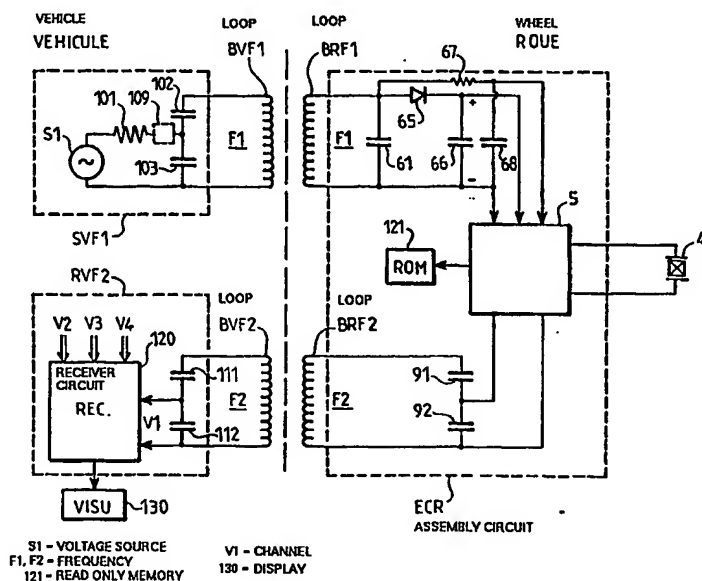 VEHICLE
VEHICULE
LOOP
BVF1
LOOP
BRF1
WHEEL
ROUE
102
101
109
S1
103
F1
F1
67
65
61
66
68
+
-
SVF1
5
4
121
ROM
RVF2
V2 V3 V4
120
RECEIVER
CIRCUIT
REC.
V1
111
112
LOOP
BVF2
F2
LOOP
BRF2
F2
91
92
VISU
130
ECR
ASSEMBLY CIRCUIT
S1 - VOLTAGE SOURCE
F1, F2 - FREQUENCY
121 - READ ONLY MEMORY
V1 - CHANNEL
130 - DISPLAY